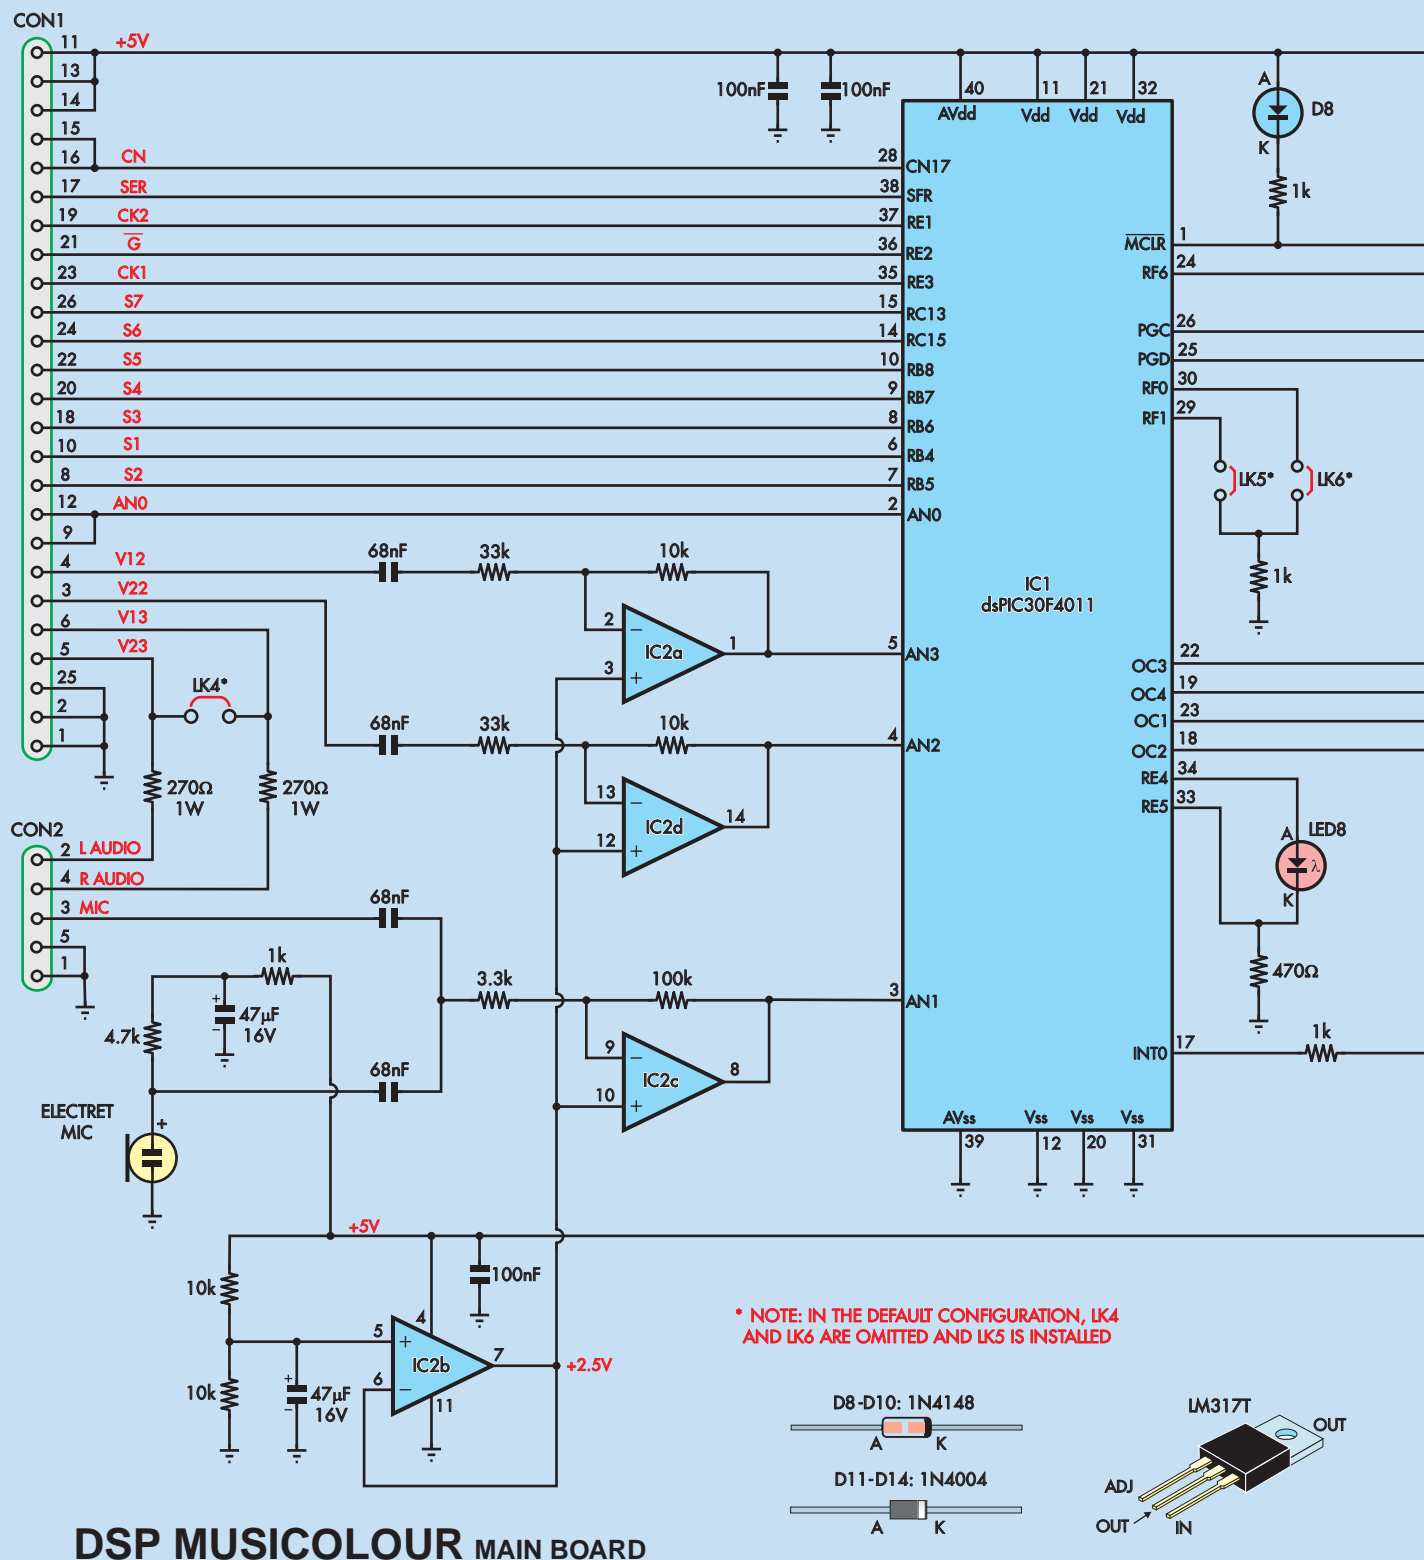 CON1
11 +5V
13
14
15
16 CN
17 SER
19 CK2
21 G
23 CK1
26 S7
24 S6
22 S5
20 S4
18 S3
10 S1
8 S2
12 AN0
9
4 V12
3 V22
6 V13
5 V23
25
2
1
LK4*
270Ω
1W
270Ω
1W
CON2
2 L AUDIO
4 R AUDIO
3 MIC
5
1
1k
47µF
16V
4.7k
ELECTRET
MIC
+
68nF 33k 10k
2 −
3 +
IC2a
1
68nF 33k 10k
13 −
12 +
IC2d
14
68nF
3.3k 100k
68nF
9 −
10 +
IC2c
8
+5V
10k
100nF
10k
47µF
16V
5 +
6 −
IC2b
4
7
11
+2.5V
100nF 100nF
40 11 21 32
AVdd Vdd Vdd Vdd
28 CN17
38 SFR
37 RE1
36 RE2
35 RE3
15 RC13
14 RC15
10 RB8
9 RB7
8 RB6
6 RB4
7 RB5
2 AN0
5 AN3
4 AN2
3 AN1
IC1
dsPIC30F4011
MCLR 1
RF6 24
PGC 26
PGD 25
RF0 30
RF1 29
OC3 22
OC4 19
OC1 23
OC2 18
RE4 34
RE5 33
INT0 17
AVss Vss Vss Vss
39 12 20 31
A
D8
K
1k
LK5* LK6*
1k
A
LED8
λ
K
470Ω
1k
* NOTE: IN THE DEFAULT CONFIGURATION, LK4
AND LK6 ARE OMITTED AND LK5 IS INSTALLED
D8-D10: 1N4148
A K
D11-D14: 1N4004
A K
LM317T
OUT
ADJ
OUT
IN
DSP MUSICOLOUR MAIN BOARD